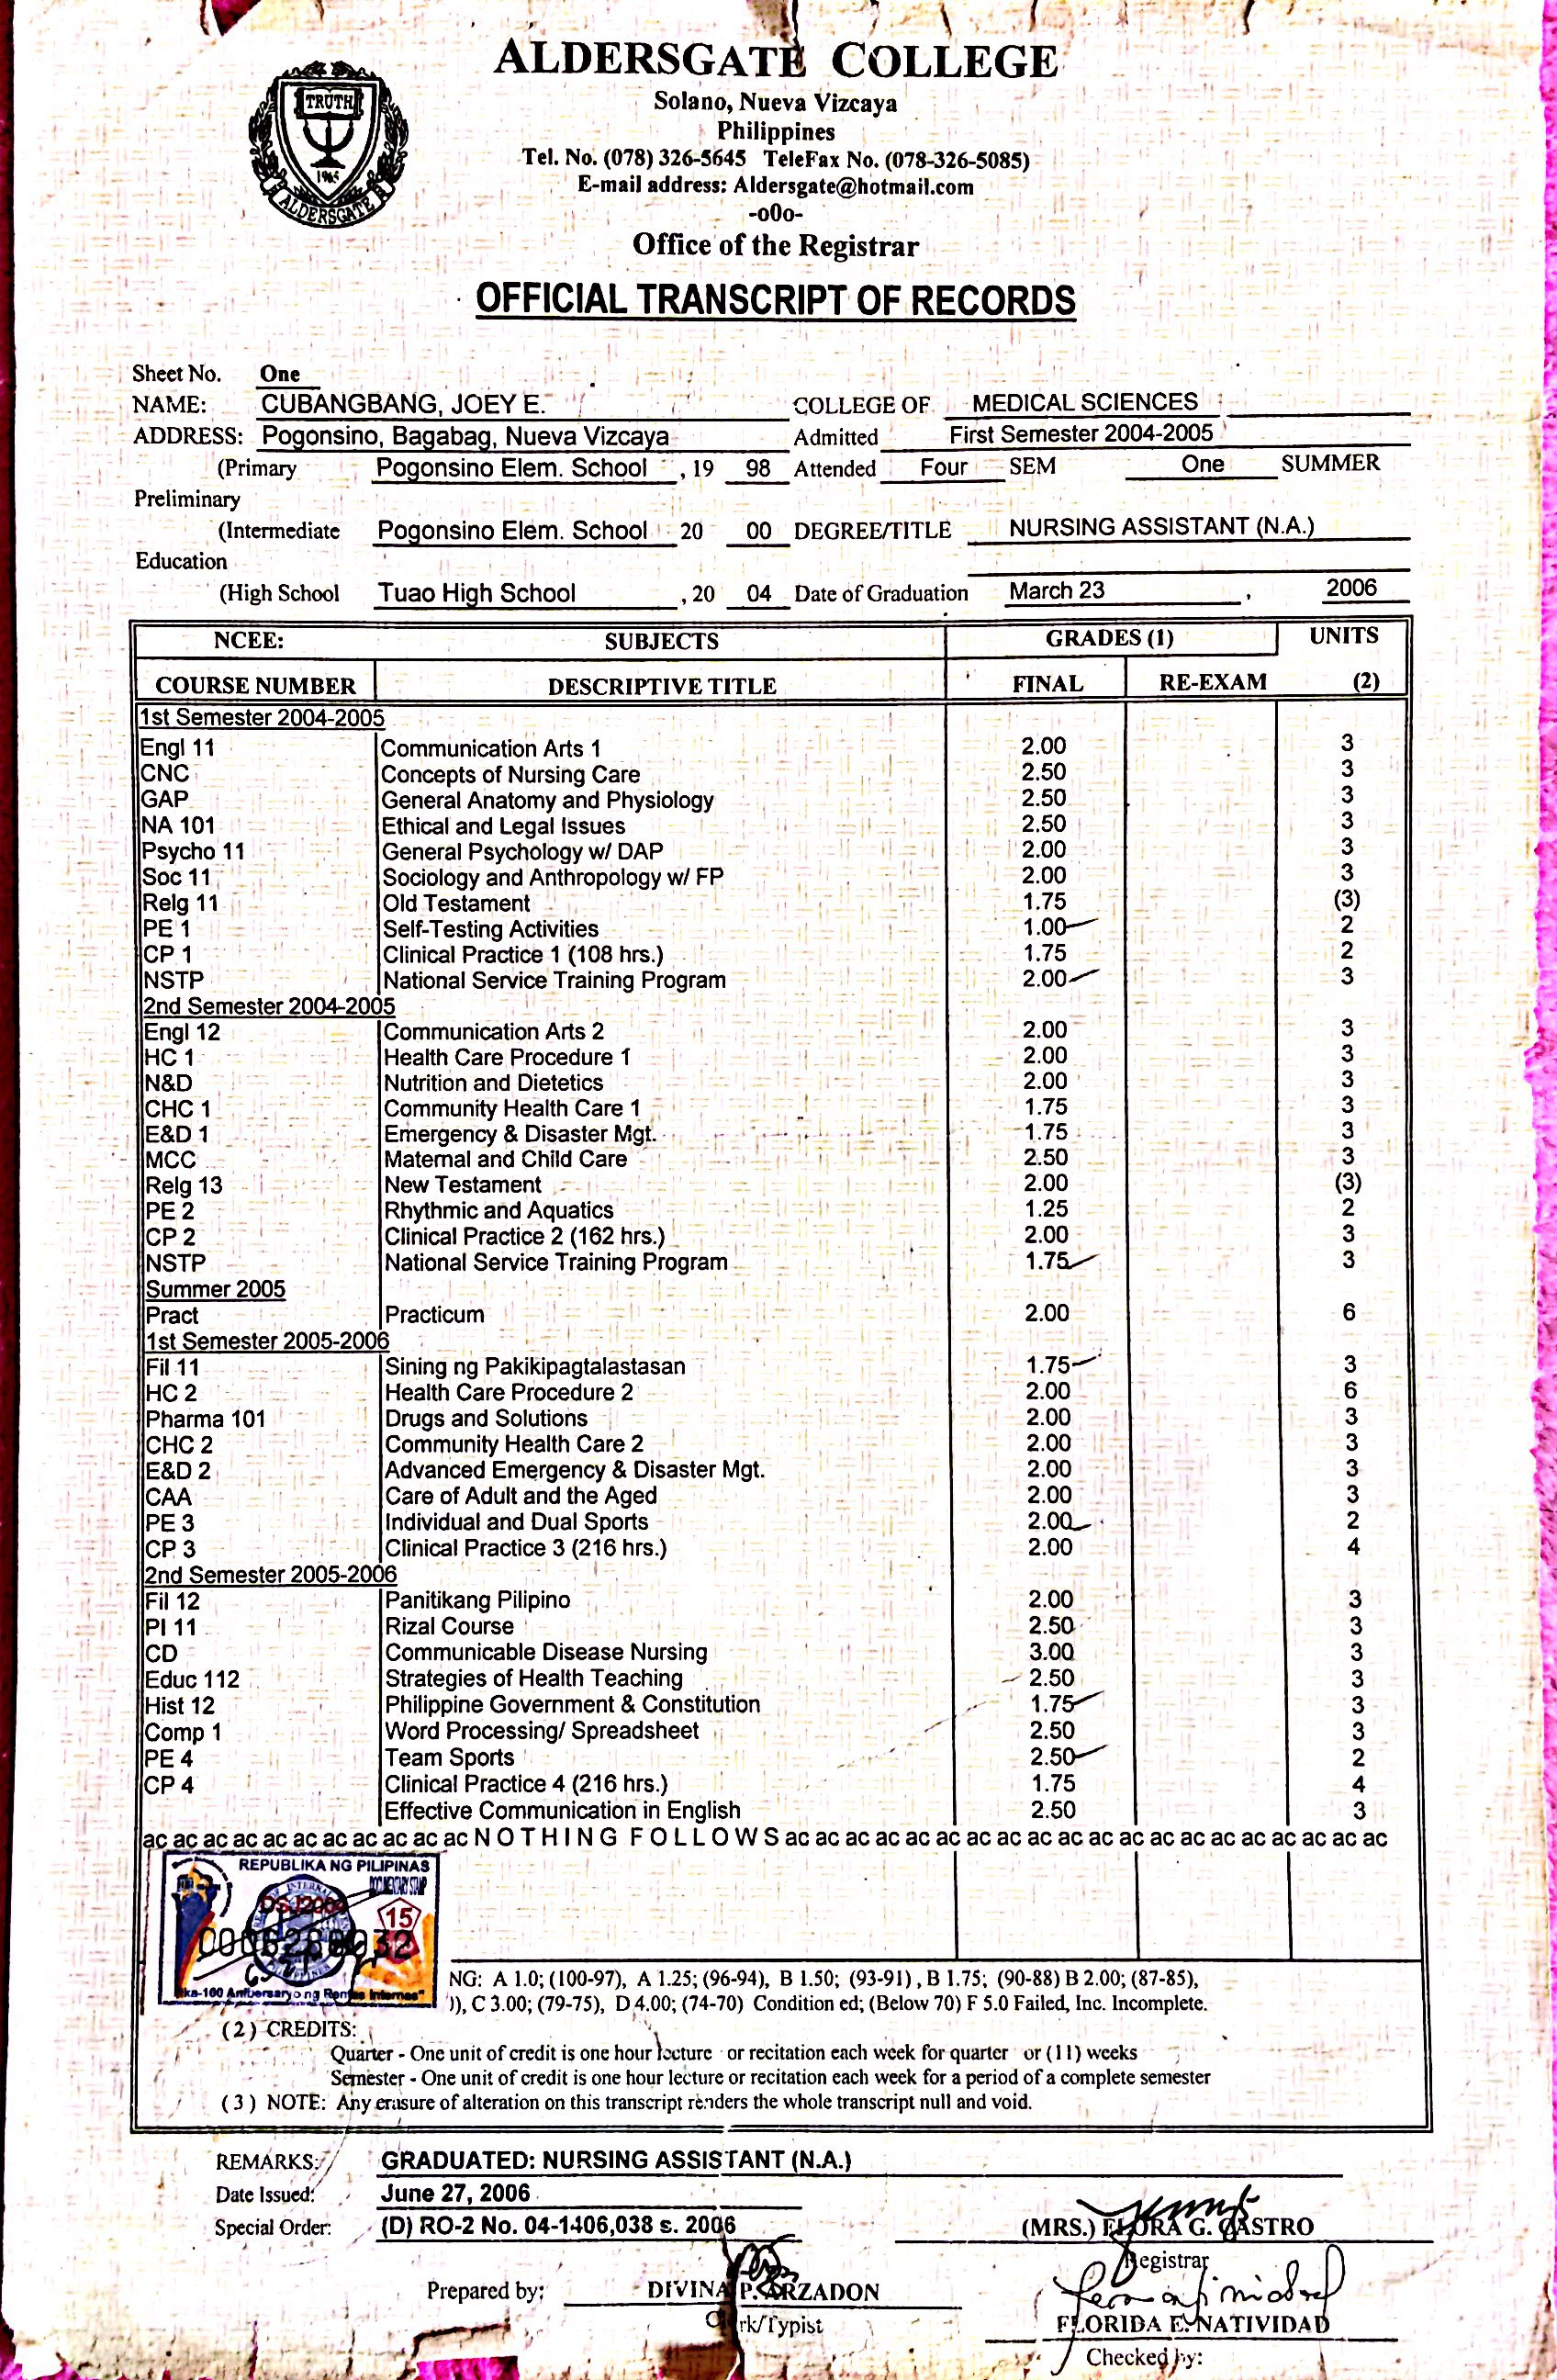 ALDERSGATE COLLEGE
TRUTH
1965
ALDERSGATE
Solano, Nueva Vizcaya
Philippines
Tel. No. (078) 326-5645 TeleFax No. (078-326-5085)
E-mail address: Aldersgate@hotmail.com
-o0o-
Office of the Registrar
OFFICIAL TRANSCRIPT OF RECORDS
Sheet No. One
NAME: CUBANGBANG, JOEY E. COLLEGE OF MEDICAL SCIENCES
ADDRESS: Pogonsino, Bagabag, Nueva Vizcaya Admitted First Semester 2004-2005
(Primary Pogonsino Elem. School , 19 98 Attended Four SEM One SUMMER
Preliminary
(Intermediate Pogonsino Elem. School 20 00 DEGREE/TITLE NURSING ASSISTANT (N.A.)
Education
(High School Tuao High School , 20 04 Date of Graduation March 23 , 2006
NCEE: SUBJECTS GRADES (1) UNITS
COURSE NUMBER DESCRIPTIVE TITLE FINAL RE-EXAM (2)
1st Semester 2004-2005
Engl 11 Communication Arts 1 2.00 3
CNC Concepts of Nursing Care 2.50 3
GAP General Anatomy and Physiology 2.50 3
NA 101 Ethical and Legal Issues 2.50 3
Psycho 11 General Psychology w/ DAP 2.00 3
Soc 11 Sociology and Anthropology w/ FP 2.00 3
Relg 11 Old Testament 1.75 (3)
PE 1 Self-Testing Activities 1.00 2
CP 1 Clinical Practice 1 (108 hrs.) 1.75 2
NSTP National Service Training Program 2.00 3
2nd Semester 2004-2005
Engl 12 Communication Arts 2 2.00 3
HC 1 Health Care Procedure 1 2.00 3
N&D Nutrition and Dietetics 2.00 3
CHC 1 Community Health Care 1 1.75 3
E&D 1 Emergency & Disaster Mgt. 1.75 3
MCC Maternal and Child Care 2.50 3
Relg 13 New Testament 2.00 (3)
PE 2 Rhythmic and Aquatics 1.25 2
CP 2 Clinical Practice 2 (162 hrs.) 2.00 3
NSTP National Service Training Program 1.75 3
Summer 2005
Pract Practicum 2.00 6
1st Semester 2005-2006
Fil 11 Sining ng Pakikipagtalastasan 1.75 3
HC 2 Health Care Procedure 2 2.00 6
Pharma 101 Drugs and Solutions 2.00 3
CHC 2 Community Health Care 2 2.00 3
E&D 2 Advanced Emergency & Disaster Mgt. 2.00 3
CAA Care of Adult and the Aged 2.00 3
PE 3 Individual and Dual Sports 2.00 2
CP 3 Clinical Practice 3 (216 hrs.) 2.00 4
2nd Semester 2005-2006
Fil 12 Panitikang Pilipino 2.00 3
PI 11 Rizal Course 2.50 3
CD Communicable Disease Nursing 3.00 3
Educ 112 Strategies of Health Teaching 2.50 3
Hist 12 Philippine Government & Constitution 1.75 3
Comp 1 Word Processing/ Spreadsheet 2.50 3
PE 4 Team Sports 2.50 2
CP 4 Clinical Practice 4 (216 hrs.) 1.75 4
Effective Communication in English 2.50 3
ac ac ac ac ac ac ac ac ac ac ac N O T H I N G F O L L O W S ac ac ac ac ac ac ac ac ac ac ac ac ac ac ac ac ac ac ac ac
REPUBLIKA NG PILIPINAS
DOCUMENTARY STAMP
15
NG: A 1.0; (100-97), A 1.25; (96-94), B 1.50; (93-91) , B 1.75; (90-88) B 2.00; (87-85),
)), C 3.00; (79-75), D 4.00; (74-70) Condition ed; (Below 70) F 5.0 Failed, Inc. Incomplete.
(2) CREDITS:
Quarter - One unit of credit is one hour lecture or recitation each week for quarter or (11) weeks
Semester - One unit of credit is one hour lecture or recitation each week for a period of a complete semester
(3) NOTE: Any erasure of alteration on this transcript renders the whole transcript null and void.
REMARKS: GRADUATED: NURSING ASSISTANT (N.A.)
Date Issued: June 27, 2006
Special Order: (D) RO-2 No. 04-1406,038 s. 2006
(MRS.) FLORA G. CASTRO
Registrar
Prepared by: DIVINA P. ARZADON
Clerk/Typist
FLORIDA E. NATIVIDAD
Checked by: